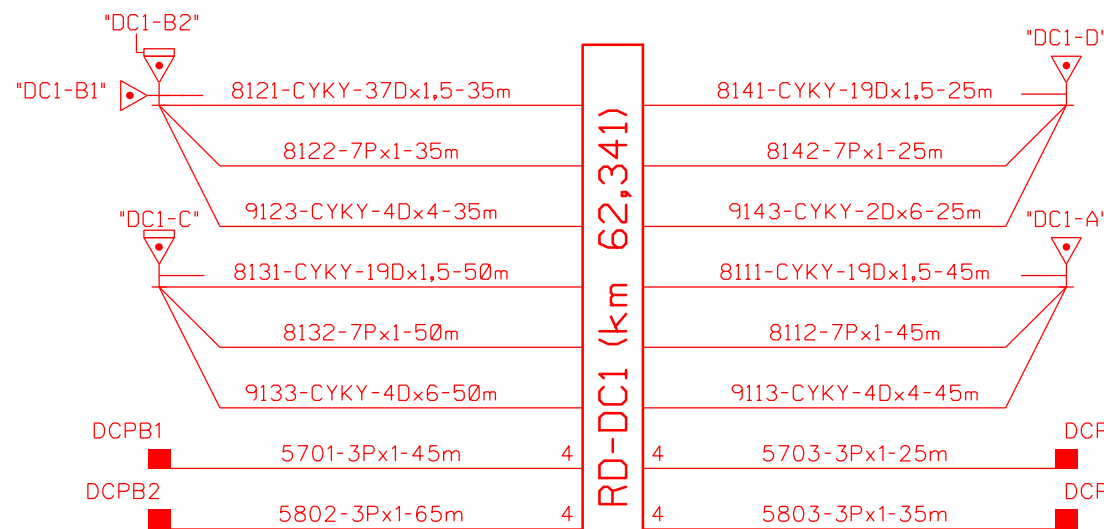 "DC1-B2"
"DC1-D"
"DC1-B1"
8121-CYKY-37Dx1,5-35m
8141-CYKY-19Dx1,5-25m
8122-7Px1-35m
8142-7Px1-25m
9123-CYKY-4Dx4-35m
9143-CYKY-2Dx6-25m
"DC1-C"
"DC1-A"
8131-CYKY-19Dx1,5-50m
8111-CYKY-19Dx1,5-45m
8132-7Px1-50m
8112-7Px1-45m
9133-CYKY-4Dx6-50m
9113-CYKY-4Dx4-45m
RD-DC1 (km 62,341)
DCPB1
5701-3Px1-45m 4
4 5703-3Px1-25m
DCPB2
5802-3Px1-65m 4
4 5803-3Px1-35m